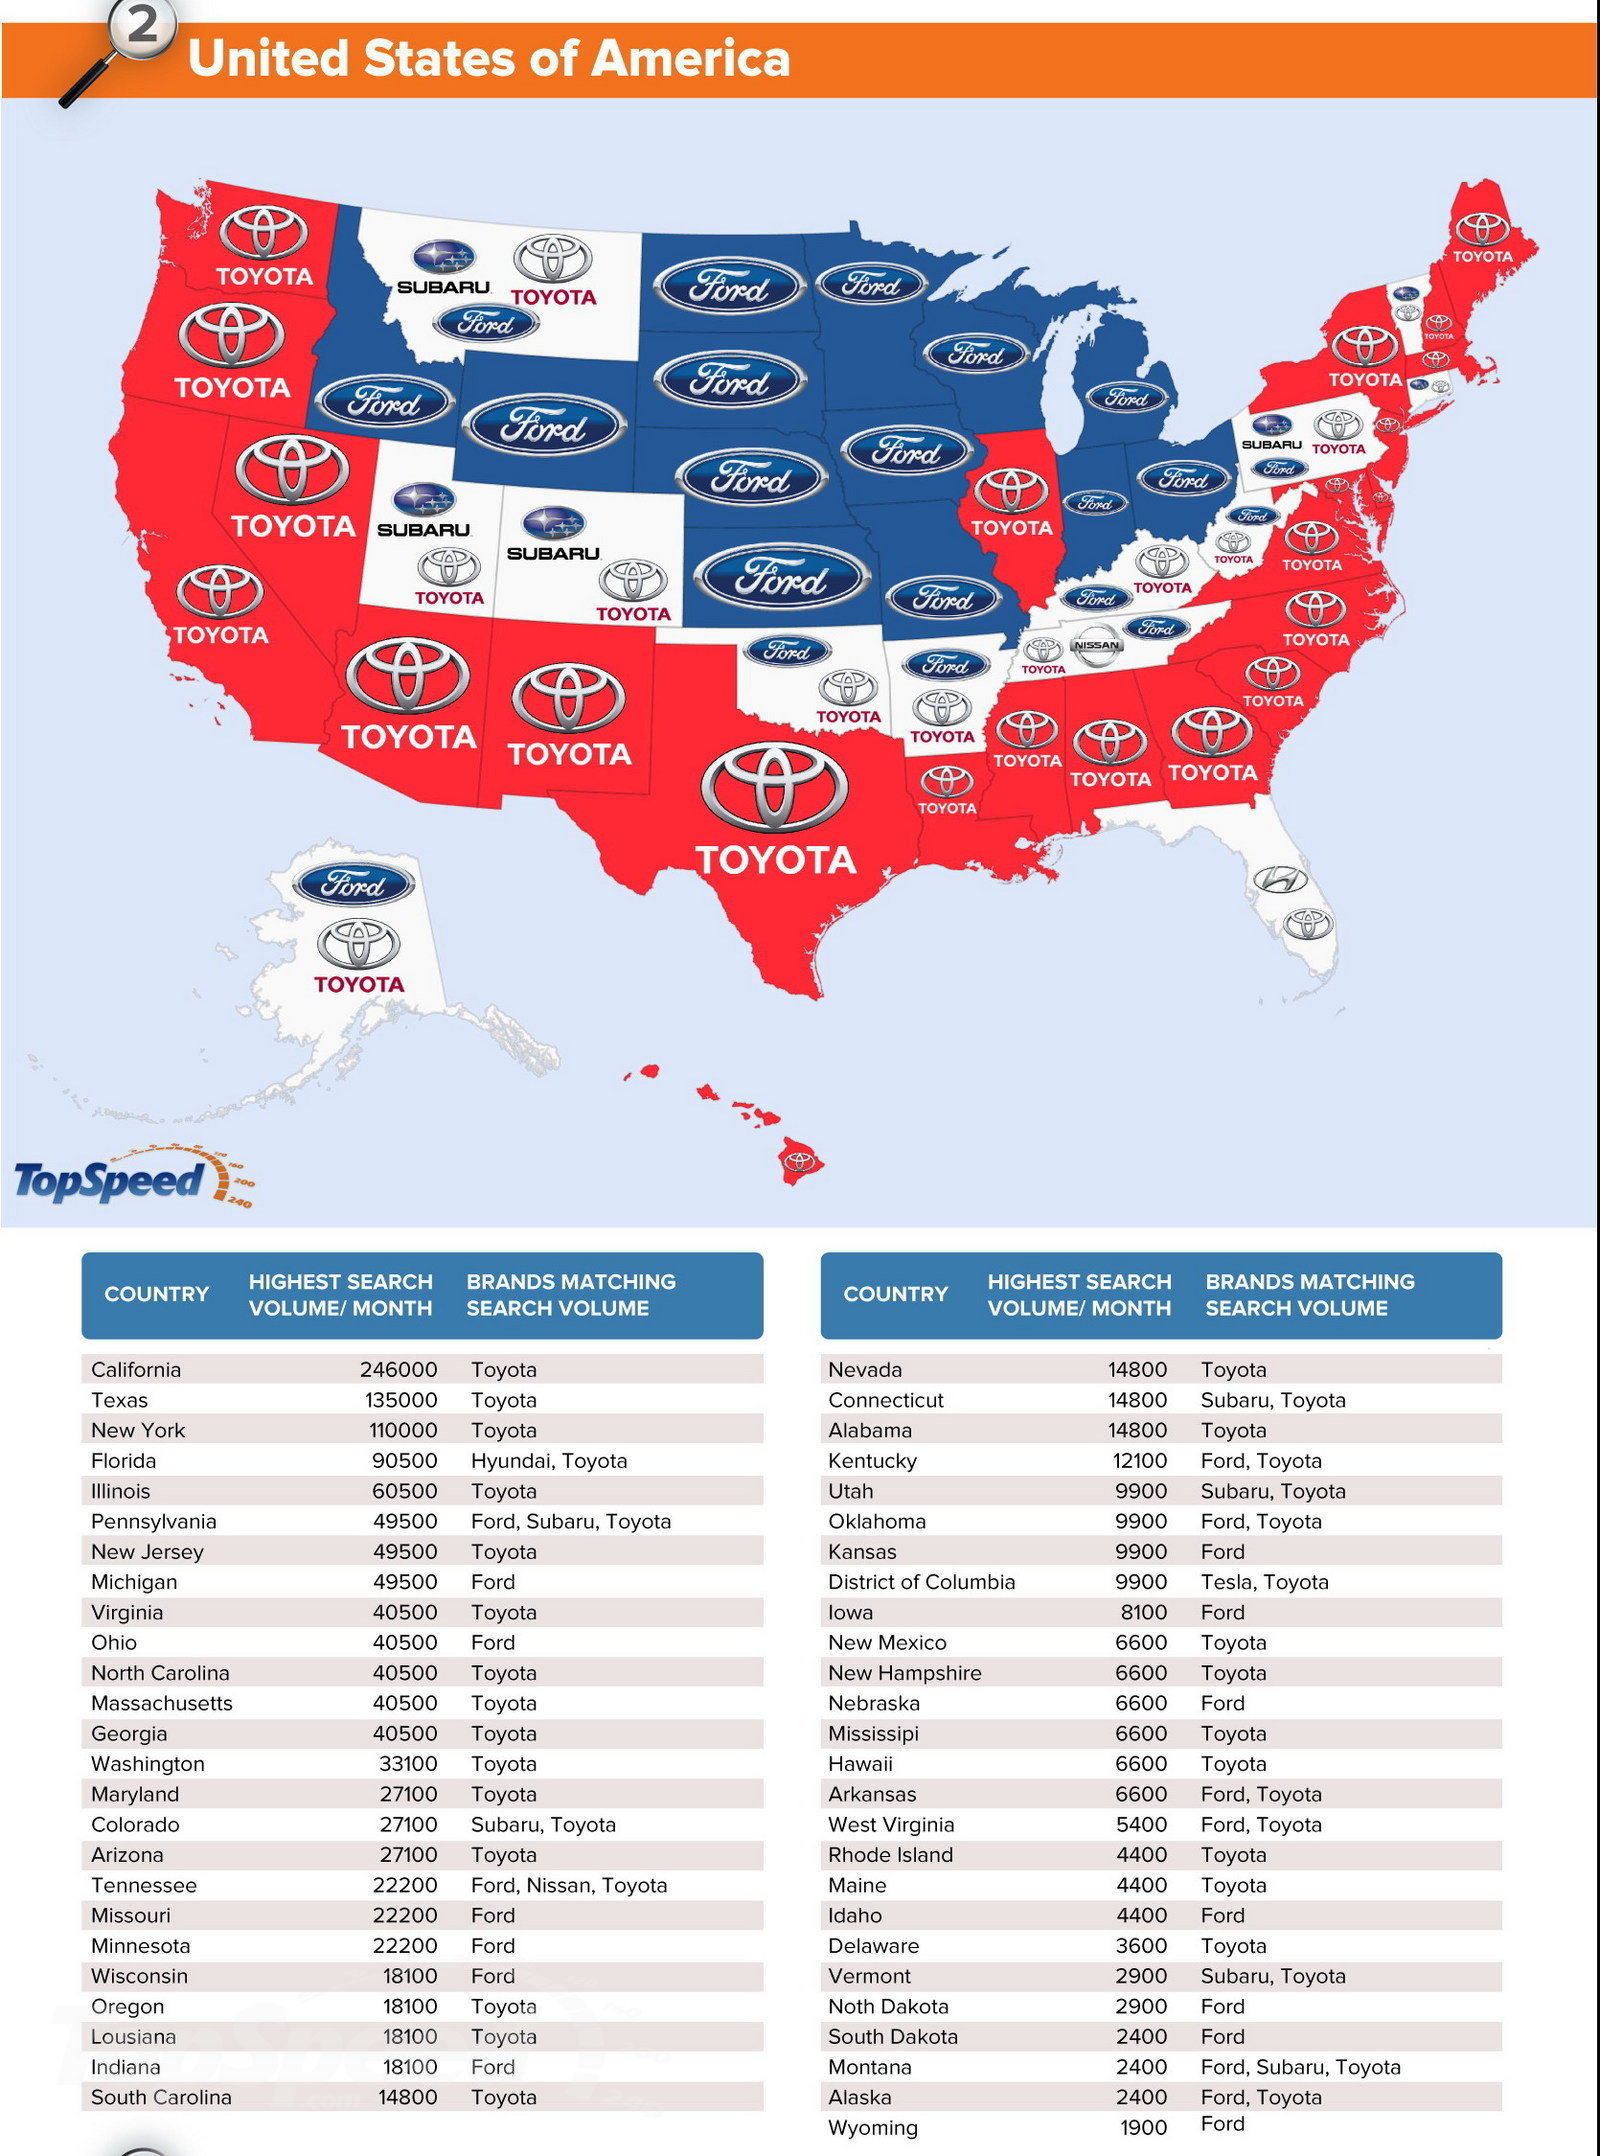 2
United States of America
TOYOTA
SUBARU
TOYOTA
Ford
Ford
Ford
TOYOTA
TOYOTA
Ford
Ford
Ford
Ford
Ford
Ford
TOYOTA
TOYOTA
SUBARU
TOYOTA
Ford
TOYOTA
SUBARU
TOYOTA
SUBARU
TOYOTA
Ford
Ford
TOYOTA
Ford
Ford
Ford
TOYOTA
TOYOTA
Ford
Ford
Ford
TOYOTA
TOYOTA
TOYOTA
NISSAN
Ford
TOYOTA
TOYOTA
TOYOTA
TOYOTA
Ford
TOYOTA
Ford
TOYOTA
TOYOTA
TOYOTA
TOYOTA
TOYOTA
TOYOTA
Ford
TOYOTA
TopSpeed
200
240
COUNTRY HIGHEST SEARCH VOLUME/ MONTH BRANDS MATCHING SEARCH VOLUME
California 246000 Toyota
Texas 135000 Toyota
New York 110000 Toyota
Florida 90500 Hyundai, Toyota
Illinois 60500 Toyota
Pennsylvania 49500 Ford, Subaru, Toyota
New Jersey 49500 Toyota
Michigan 49500 Ford
Virginia 40500 Toyota
Ohio 40500 Ford
North Carolina 40500 Toyota
Massachusetts 40500 Toyota
Georgia 40500 Toyota
Washington 33100 Toyota
Maryland 27100 Toyota
Colorado 27100 Subaru, Toyota
Arizona 27100 Toyota
Tennessee 22200 Ford, Nissan, Toyota
Missouri 22200 Ford
Minnesota 22200 Ford
Wisconsin 18100 Ford
Oregon 18100 Toyota
Lousiana 18100 Toyota
Indiana 18100 Ford
South Carolina 14800 Toyota
COUNTRY HIGHEST SEARCH VOLUME/ MONTH BRANDS MATCHING SEARCH VOLUME
Nevada 14800 Toyota
Connecticut 14800 Subaru, Toyota
Alabama 14800 Toyota
Kentucky 12100 Ford, Toyota
Utah 9900 Subaru, Toyota
Oklahoma 9900 Ford, Toyota
Kansas 9900 Ford
District of Columbia 9900 Tesla, Toyota
Iowa 8100 Ford
New Mexico 6600 Toyota
New Hampshire 6600 Toyota
Nebraska 6600 Ford
Mississipi 6600 Toyota
Hawaii 6600 Toyota
Arkansas 6600 Ford, Toyota
West Virginia 5400 Ford, Toyota
Rhode Island 4400 Toyota
Maine 4400 Toyota
Idaho 4400 Ford
Delaware 3600 Toyota
Vermont 2900 Subaru, Toyota
Noth Dakota 2900 Ford
South Dakota 2400 Ford
Montana 2400 Ford, Subaru, Toyota
Alaska 2400 Ford, Toyota
Wyoming 1900 Ford